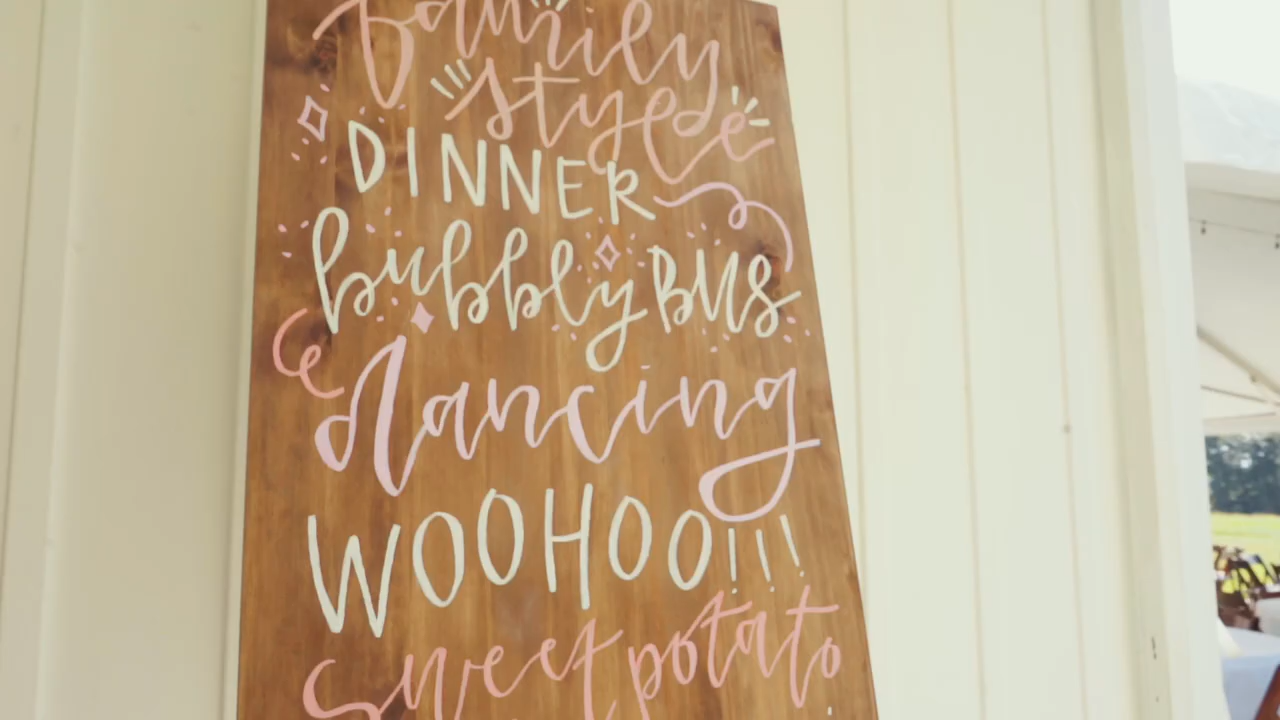 family
style
DINNER
bubbly BUS
dancing
WOOHOO!!!
sweet potato